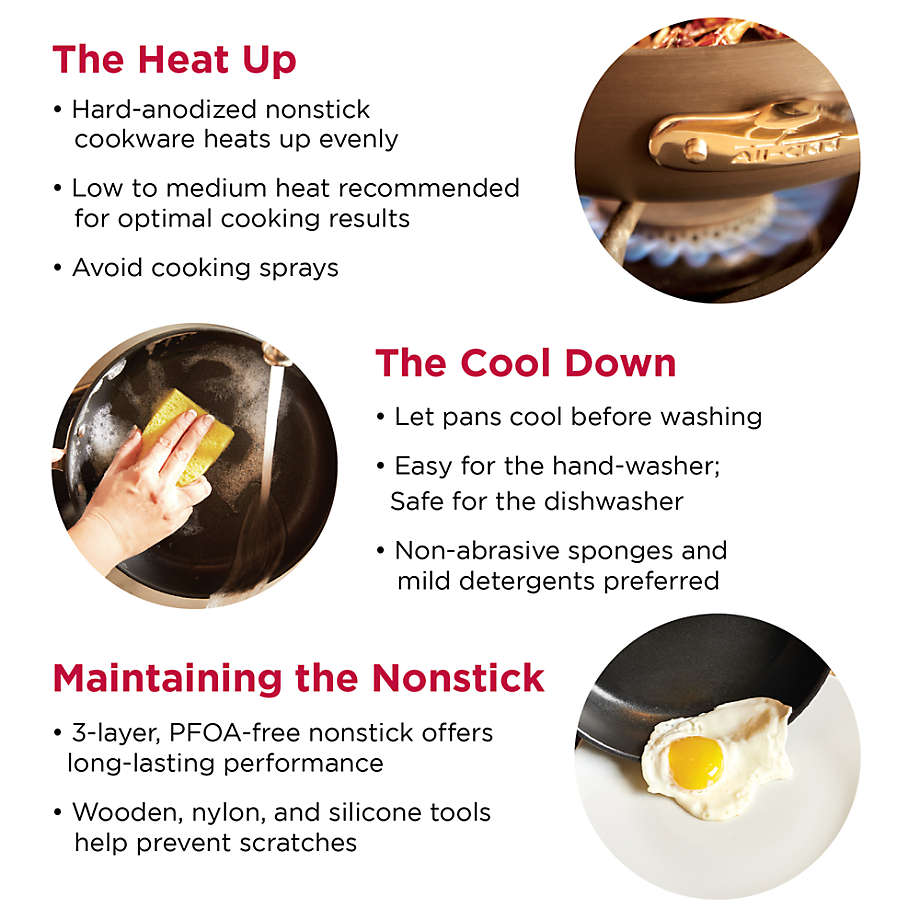 The Heat Up
• Hard-anodized nonstick
cookware heats up evenly
• Low to medium heat recommended
for optimal cooking results
• Avoid cooking sprays
All-Clad
The Cool Down
• Let pans cool before washing
• Easy for the hand-washer;
Safe for the dishwasher
• Non-abrasive sponges and
mild detergents preferred
Maintaining the Nonstick
• 3-layer, PFOA-free nonstick offers
long-lasting performance
• Wooden, nylon, and silicone tools
help prevent scratches